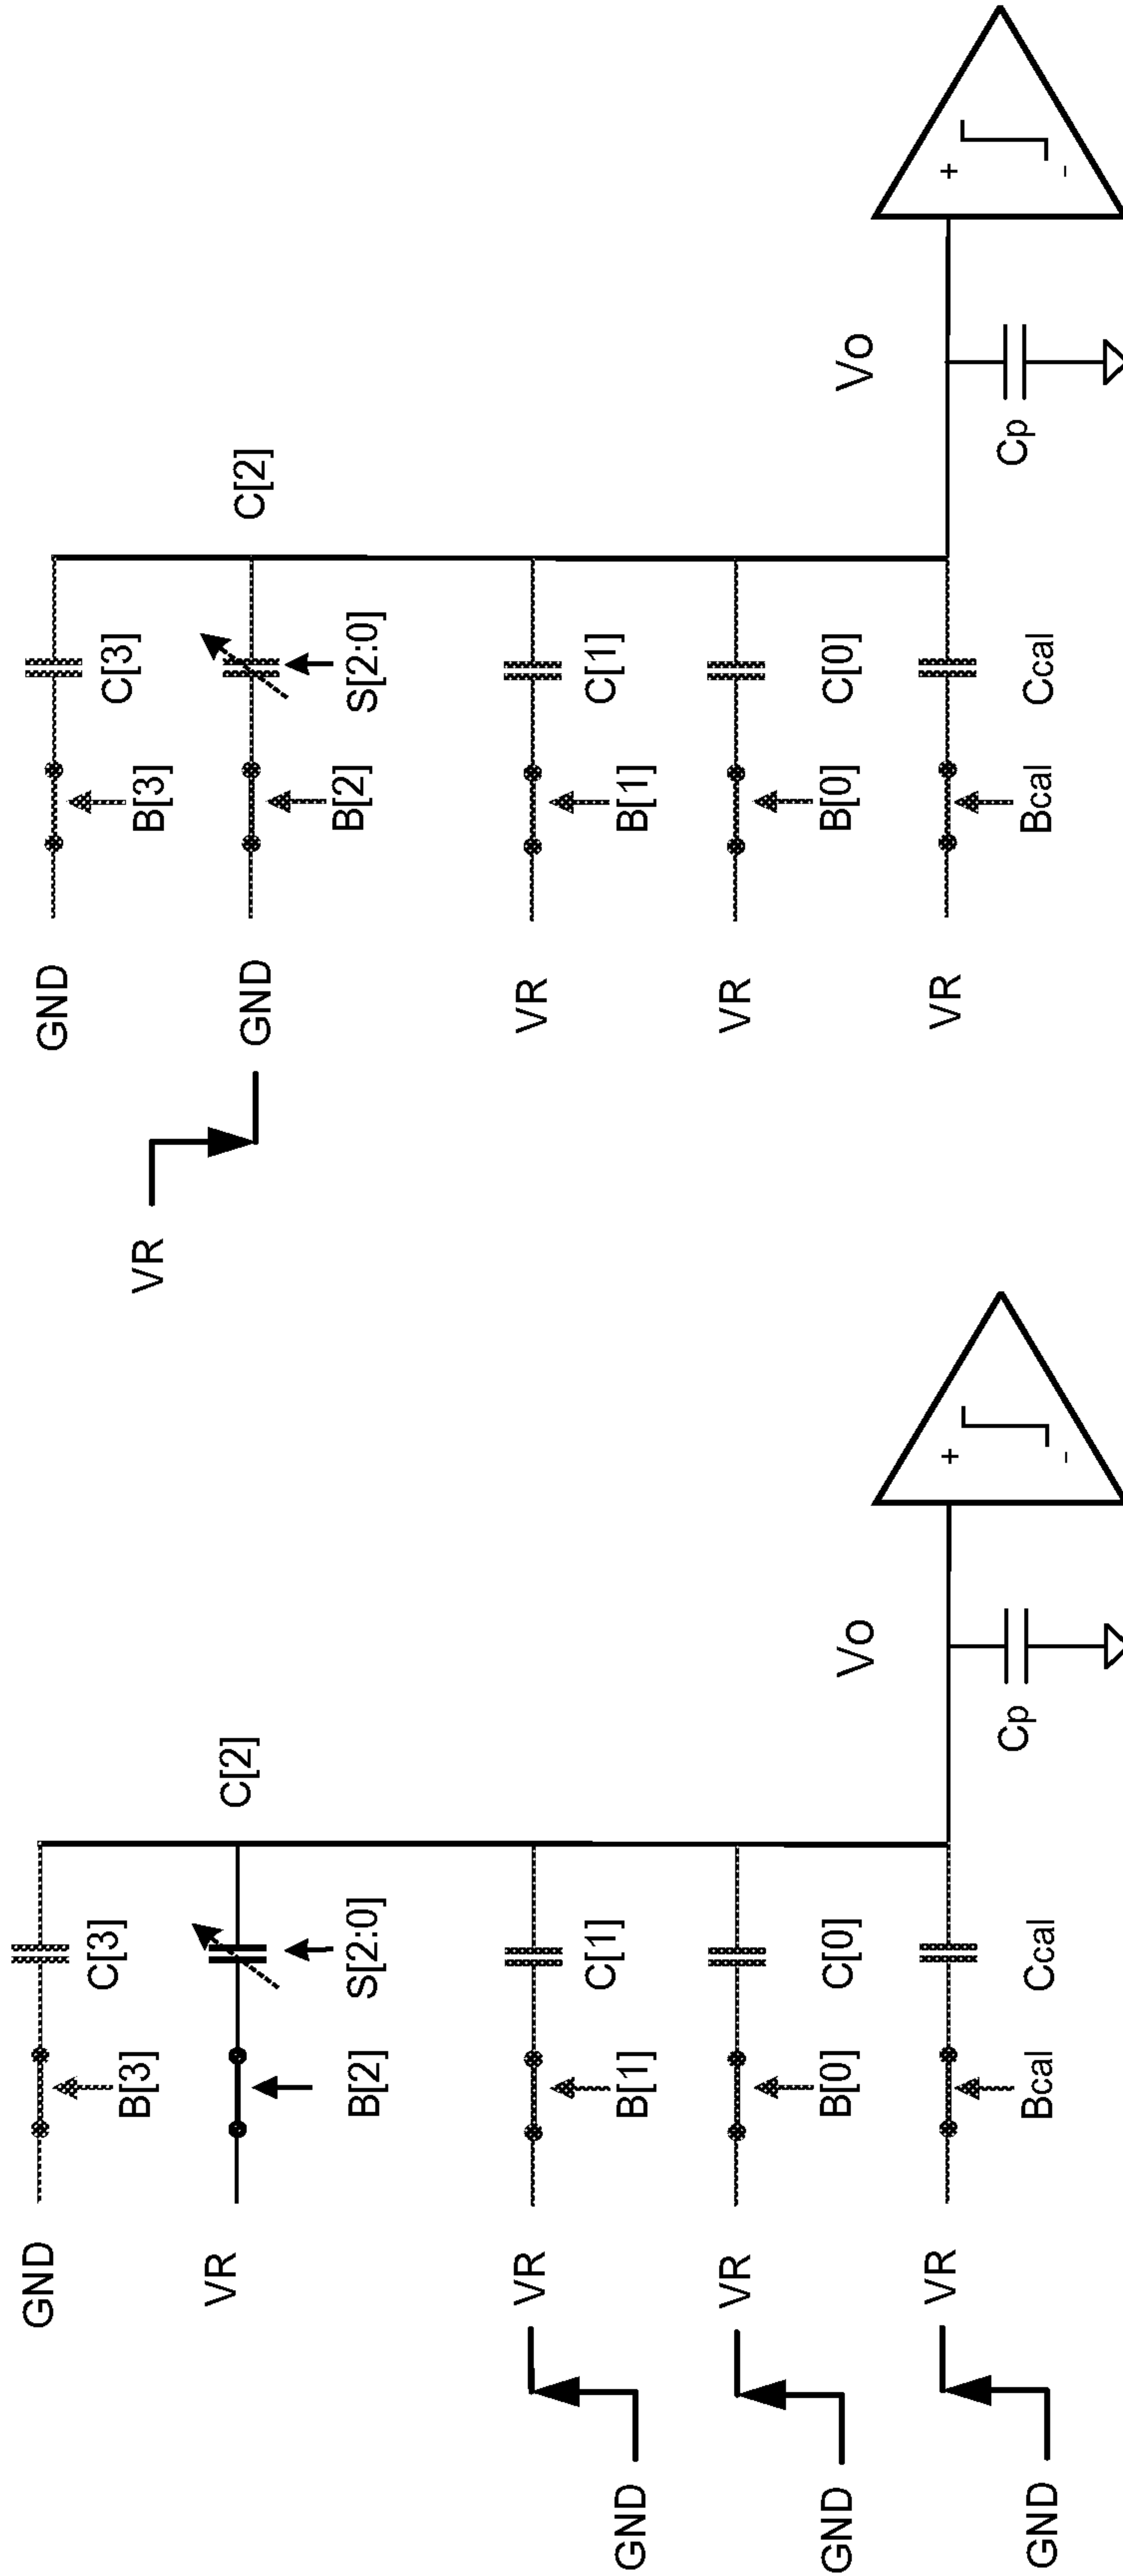 GND
C[3]
B[3]
VR
C[2]
S[2:0]
B[2]
VR
GND
C[1]
B[1]
VR
GND
C[0]
B[0]
VR
GND
Ccal
Bcal
Vo
Cp
+
-
GND
C[3]
B[3]
VR
GND
C[2]
S[2:0]
B[2]
VR
C[1]
B[1]
VR
C[0]
B[0]
VR
Ccal
Bcal
Vo
Cp
+
-